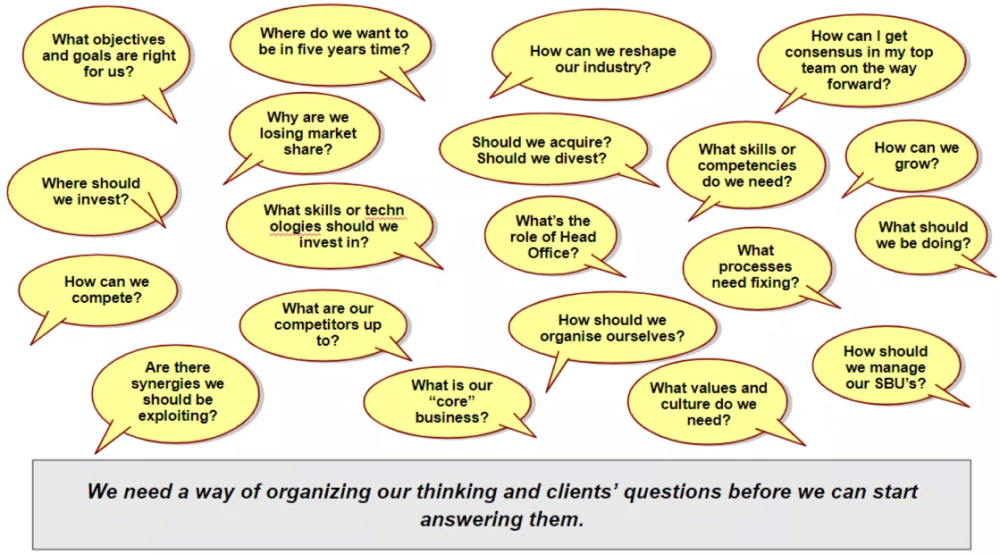 What objectives
and goals are right
for us?
Where do we want to
be in five years time?
How can we reshape
our industry?
How can I get
consensus in my top
team on the way
forward?
Why are we
losing market
share?
Should we acquire?
Should we divest?
What skills or
competencies
do we need?
How can we
grow?
Where should
we invest?
What skills or techn
ologies should we
invest in?
What’s the
role of Head
Office?
What should
we be doing?
What
processes
need fixing?
How can we
compete?
What are our
competitors up
to?
How should we
organise ourselves?
How should
we manage
our SBU’s?
Are there
synergies we
should be
exploiting?
What is our
“core”
business?
What values and
culture do we
need?
We need a way of organizing our thinking and clients’ questions before we can start
answering them.